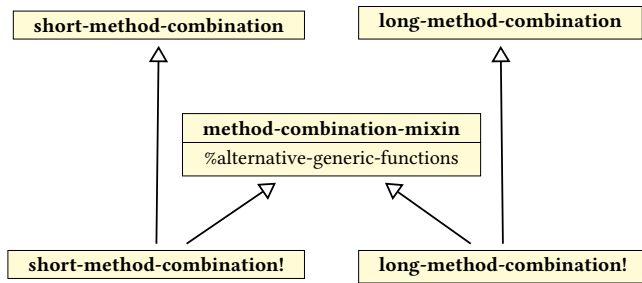 short-method-combination
long-method-combination
method-combination-mixin
%alternative-generic-functions
short-method-combination!
long-method-combination!